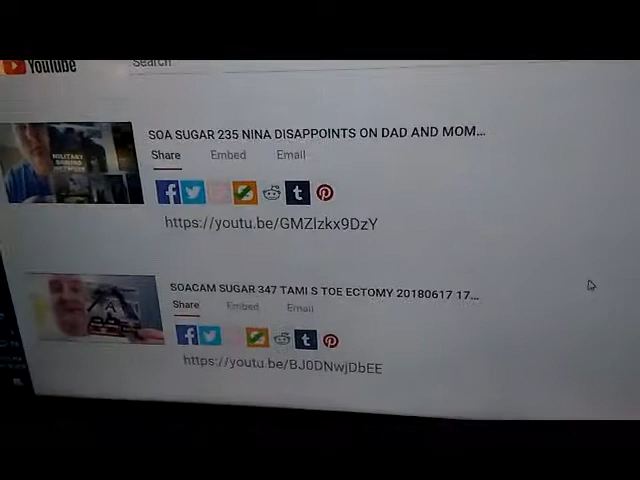 YouTube
Search
SOA SUGAR 235 NINA DISAPPOINTS ON DAD AND MOM...
Share Embed Email
https://youtu.be/GMZlzkx9DzY
MILITARY
SOACAM SUGAR 347 TAMI S TOE ECTOMY 20180617 17...
Share Embed Email
https://youtu.be/BJ0DNwjDbEE